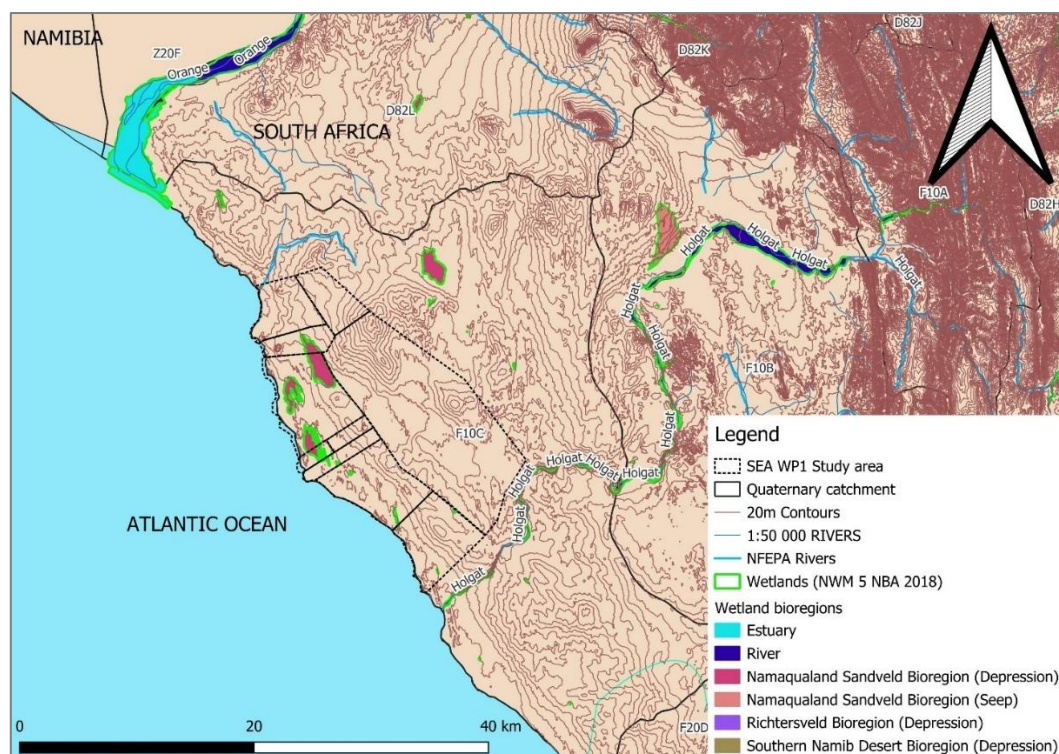 NAMIBIA
Z20F
Orange
Orange
D82L
SOUTH AFRICA
D82K
D82J
F10A
D82H
Holgat
Holgat
Holgat
Holgat
Holgat
Holgat
Holgat
Holgat
F10B
F10C
Holgat
Holgat
Holgat
Holgat
Holgat
Holgat
ATLANTIC OCEAN
F20D
0 20 40 km
Legend
SEA WP1 Study area
Quaternary catchment
20m Contours
1:50 000 RIVERS
NFEPA Rivers
Wetlands (NWM 5 NBA 2018)
Wetland bioregions
Estuary
River
Namaqualand Sandveld Bioregion (Depression)
Namaqualand Sandveld Bioregion (Seep)
Richtersveld Bioregion (Depression)
Southern Namib Desert Bioregion (Depression)